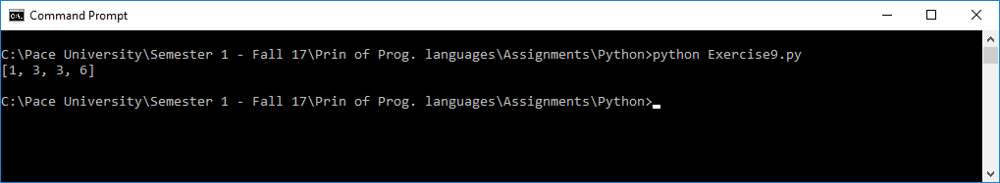 Command Prompt
C:\Pace University\Semester 1 - Fall 17\Prin of Prog. languages\Assignments\Python>python Exercise9.py
[1, 3, 3, 6]
C:\Pace University\Semester 1 - Fall 17\Prin of Prog. languages\Assignments\Python>